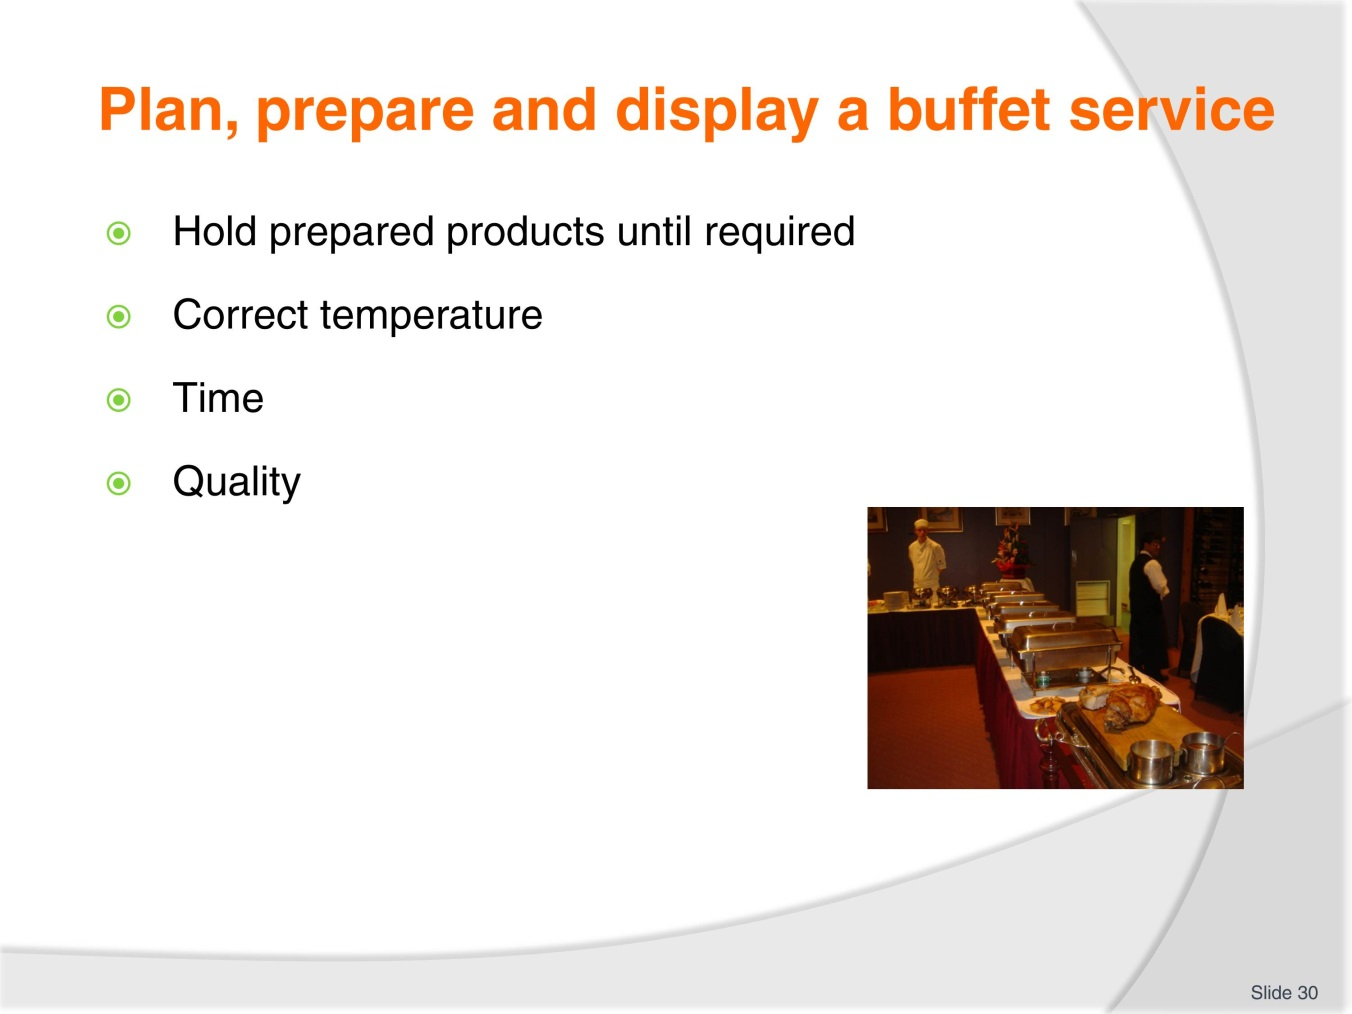 Plan, prepare and display a buffet service
Hold prepared products until required
Correct temperature
Time
Quality
Slide 30